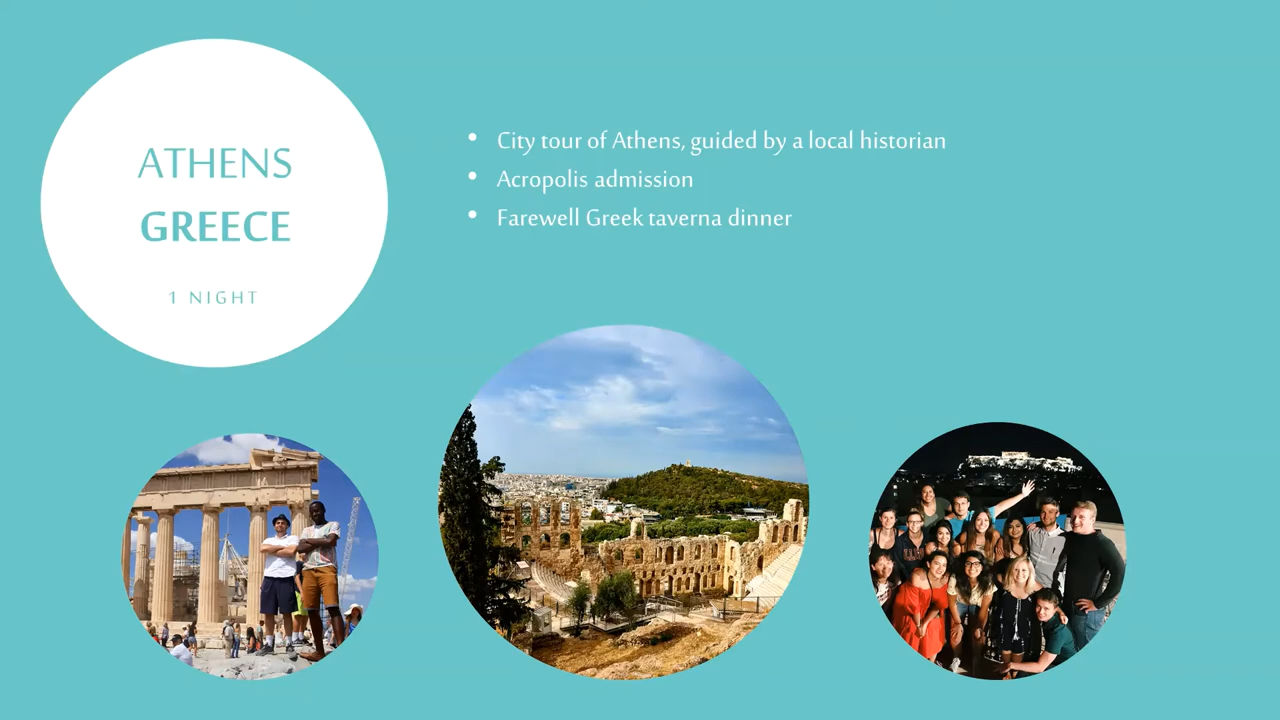 ATHENS
GREECE
1 NIGHT
• City tour of Athens, guided by a local historian
• Acropolis admission
• Farewell Greek taverna dinner